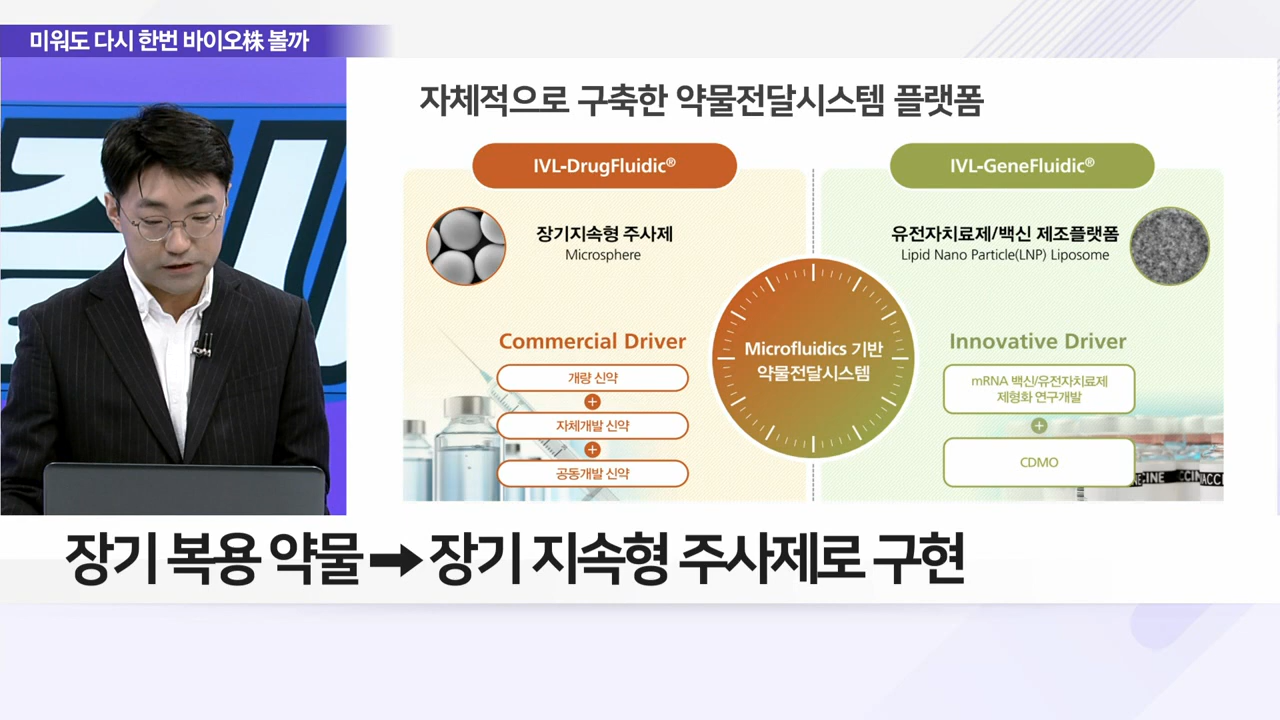 미워도 다시 한번 바이오株 볼까
자체적으로 구축한 약물전달시스템 플랫폼
IVL-DrugFluidic®
장기지속형 주사제
Microsphere
Commercial Driver
개량 신약
+
자체개발 신약
+
공동개발 신약
Microfluidics 기반
약물전달시스템
IVL-GeneFluidic®
유전자치료제/백신 제조플랫폼
Lipid Nano Particle(LNP) Liposome
Innovative Driver
mRNA 백신/유전자치료제
제형화 연구개발
+
CDMO
장기 복용 약물➡장기 지속형 주사제로 구현